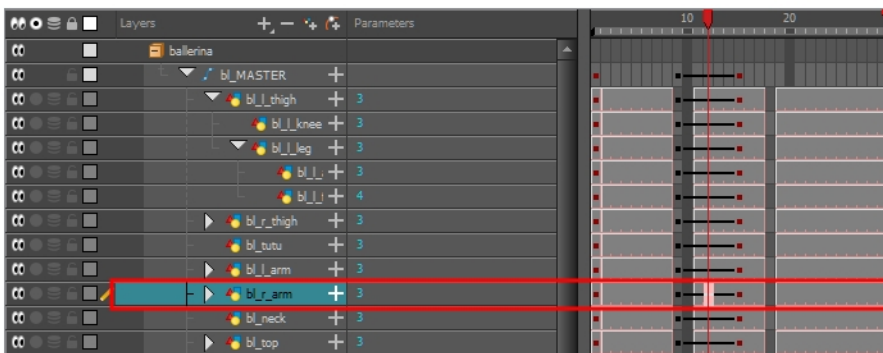 Layers Parameters 10 20
ballerina
bl_MASTER
bl_l_thigh 3
bl_l_knee 3
bl_l_leg 3
3
4
bl_r_thigh 3
bl_tutu 3
bl_l_arm 3
bl_r_arm 3
bl_neck 3
bl_top 3